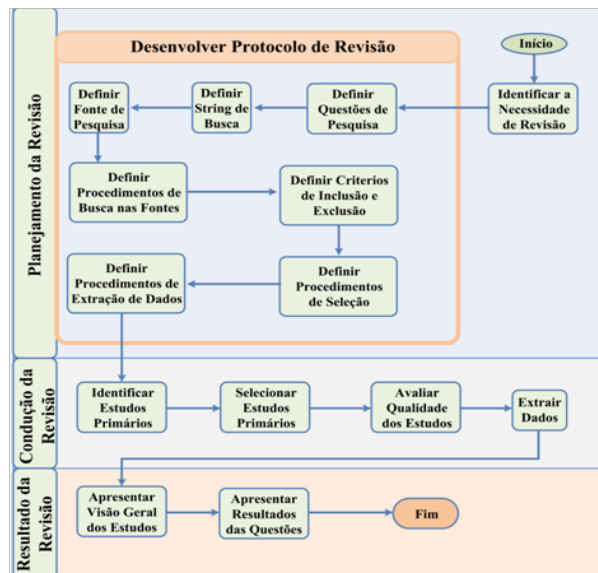 Planejamento da Revisão
Desenvolver Protocolo de Revisão
Início
Identificar a
Necessidade
de Revisão
Definir
Questões de
Pesquisa
Definir
String de
Busca
Definir
Fonte de
Pesquisa
Definir
Procedimentos de
Busca nas Fontes
Definir Criterios
de Inclusão e
Exclusão
Definir
Procedimentos
de Seleção
Definir
Procedimentos de
Extração de Dados
Condução da
Revisão
Identificar
Estudos
Primários
Selecionar
Estudos
Primários
Avaliar
Qualidade
dos Estudos
Extrair
Dados
Resultado da
Revisão
Apresentar
Visão Geral
dos Estudos
Apresentar
Resultados
das Questões
Fim